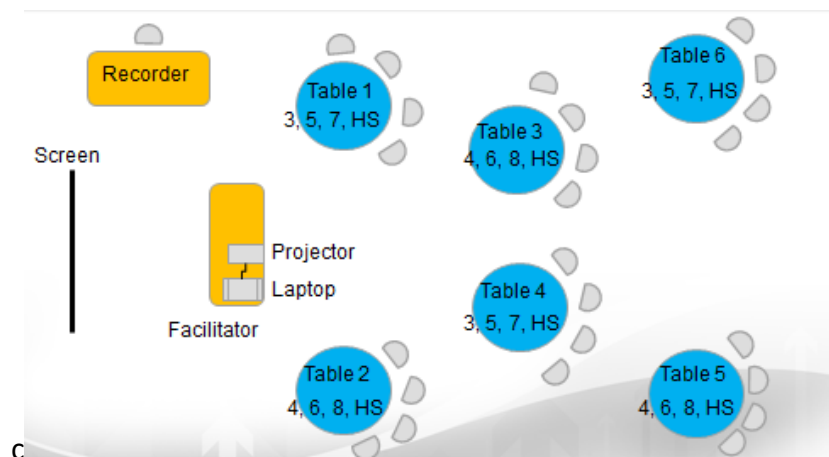 Recorder
Table 1
3, 5, 7, HS
Table 6
3, 5, 7, HS
Table 3
4, 6, 8, HS
Screen
Projector
Laptop
Facilitator
Table 4
3, 5, 7, HS
Table 2
4, 6, 8, HS
Table 5
4, 6, 8, HS
c